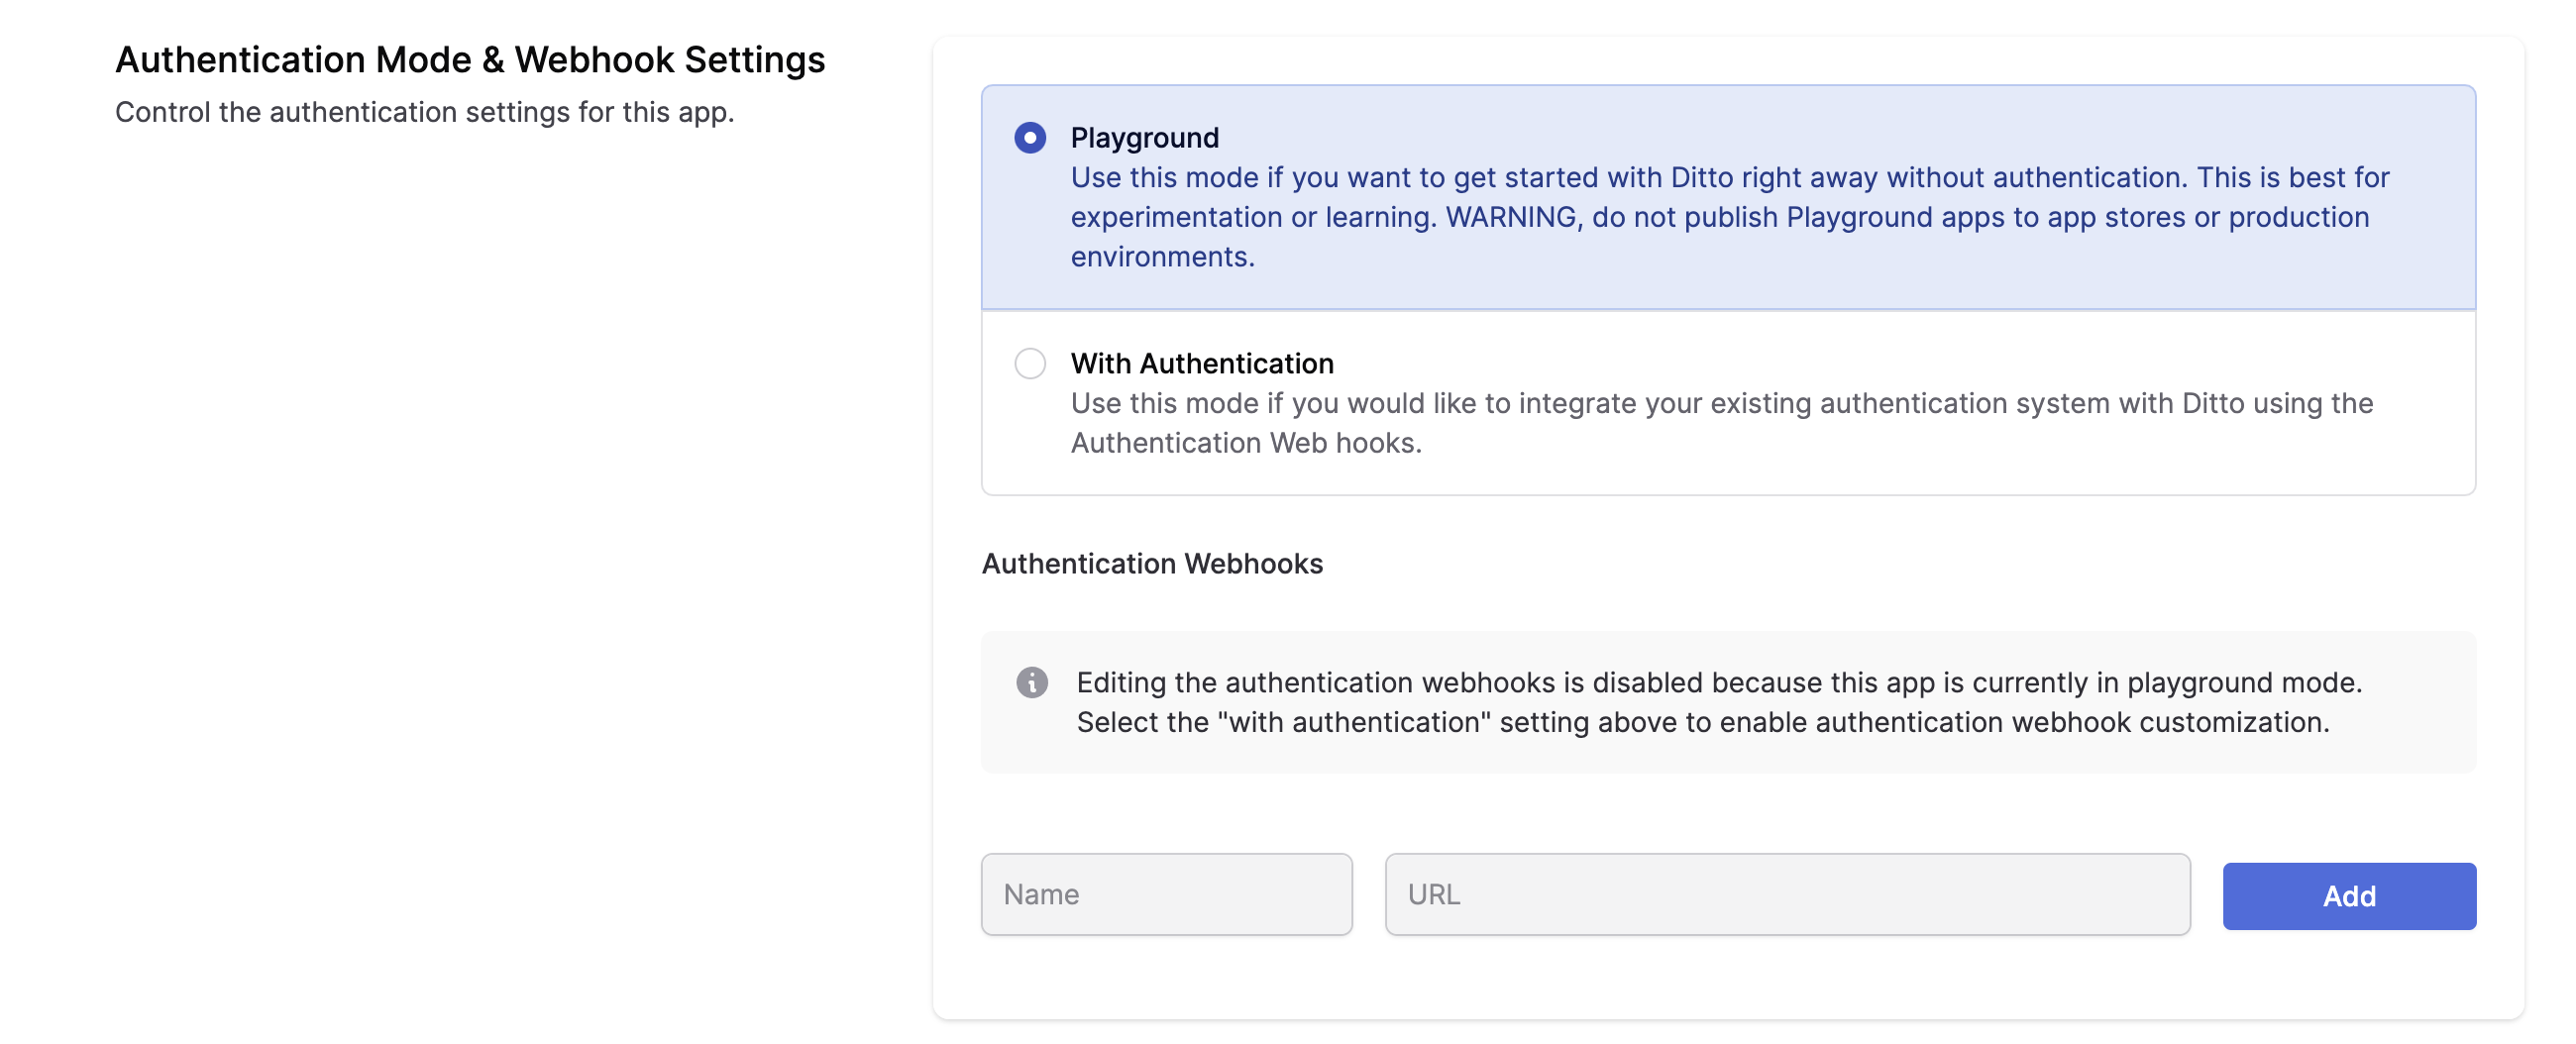 Authentication Mode & Webhook Settings
Control the authentication settings for this app.
Playground
Use this mode if you want to get started with Ditto right away without authentication. This is best for
experimentation or learning. WARNING, do not publish Playground apps to app stores or production
environments.
With Authentication
Use this mode if you would like to integrate your existing authentication system with Ditto using the
Authentication Web hooks.
Authentication Webhooks
Editing the authentication webhooks is disabled because this app is currently in playground mode.
Select the "with authentication" setting above to enable authentication webhook customization.
Name
URL
Add